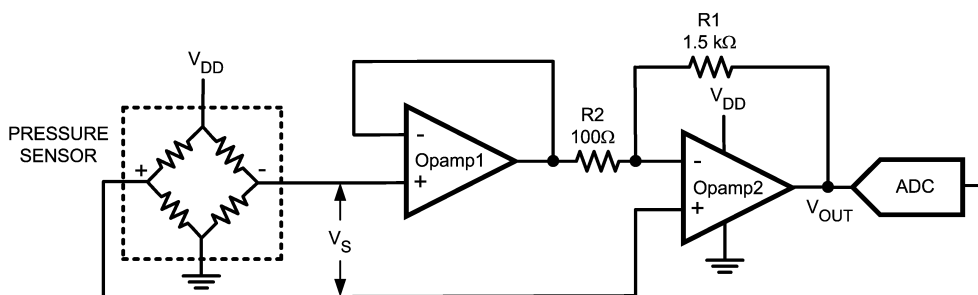 V_DD
PRESSURE
SENSOR
+
-
V_S
-
Opamp1
+
R2
100Ω
R1
1.5 kΩ
V_DD
-
Opamp2
+
V_OUT
ADC